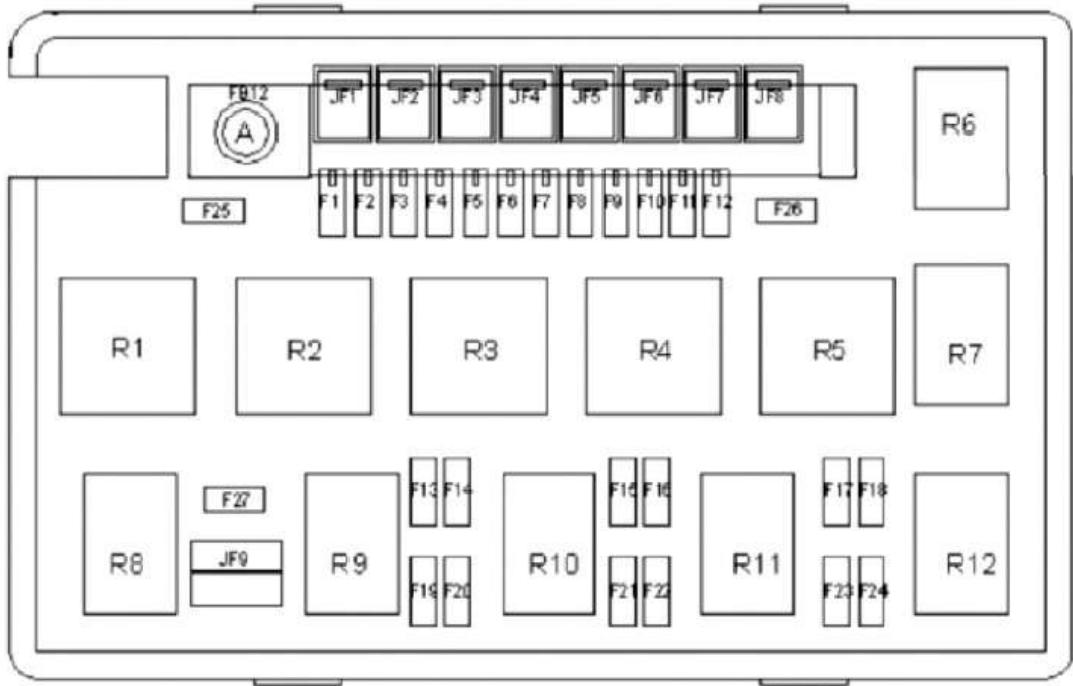 FB12 JF1 JF2 JF3 JF4 JF5 JF6 JF7 JF8
A
R6
F25 F1 F2 F3 F4 F5 F6 F7 F8 F9 F10 F11 F12 F26
R1 R2 R3 R4 R5 R7
F13 F14 F15 F16 F17 F18
F27
R8 JF9 R9 R10 R11 R12
F19 F20 F21 F22 F23 F24